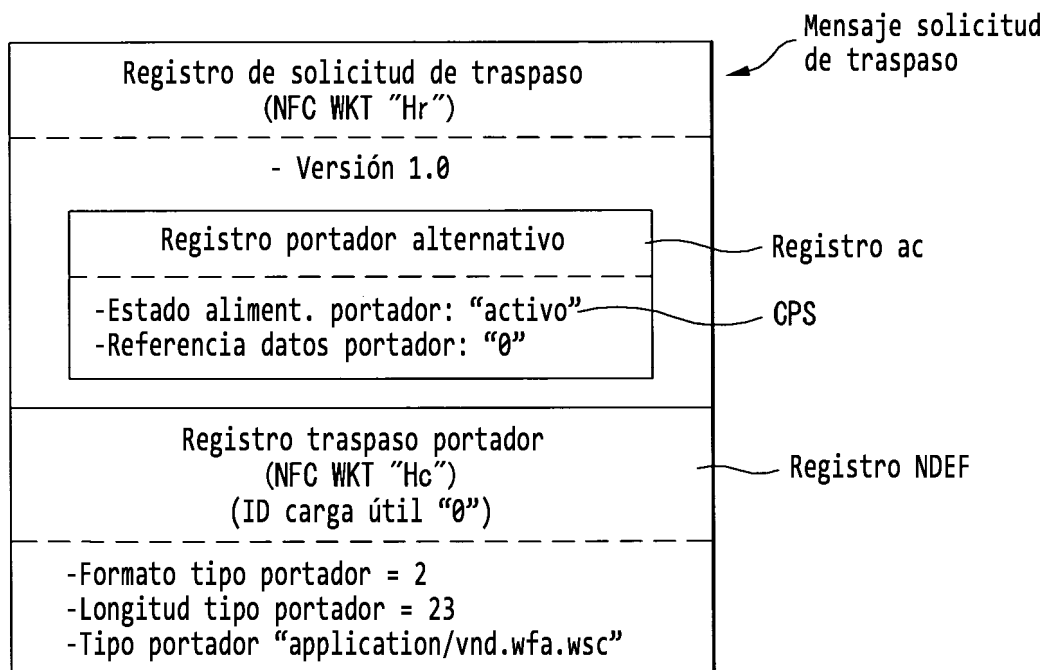 Mensaje solicitud
de traspaso
Registro de solicitud de traspaso
(NFC WKT ″Hr″)
- Versión 1.0
Registro portador alternativo
Registro ac
-Estado aliment. portador: “activo”
CPS
-Referencia datos portador: “0”
Registro traspaso portador
(NFC WKT ″Hc″)
(ID carga útil “0”)
Registro NDEF
-Formato tipo portador = 2
-Longitud tipo portador = 23
-Tipo portador “application/vnd.wfa.wsc”